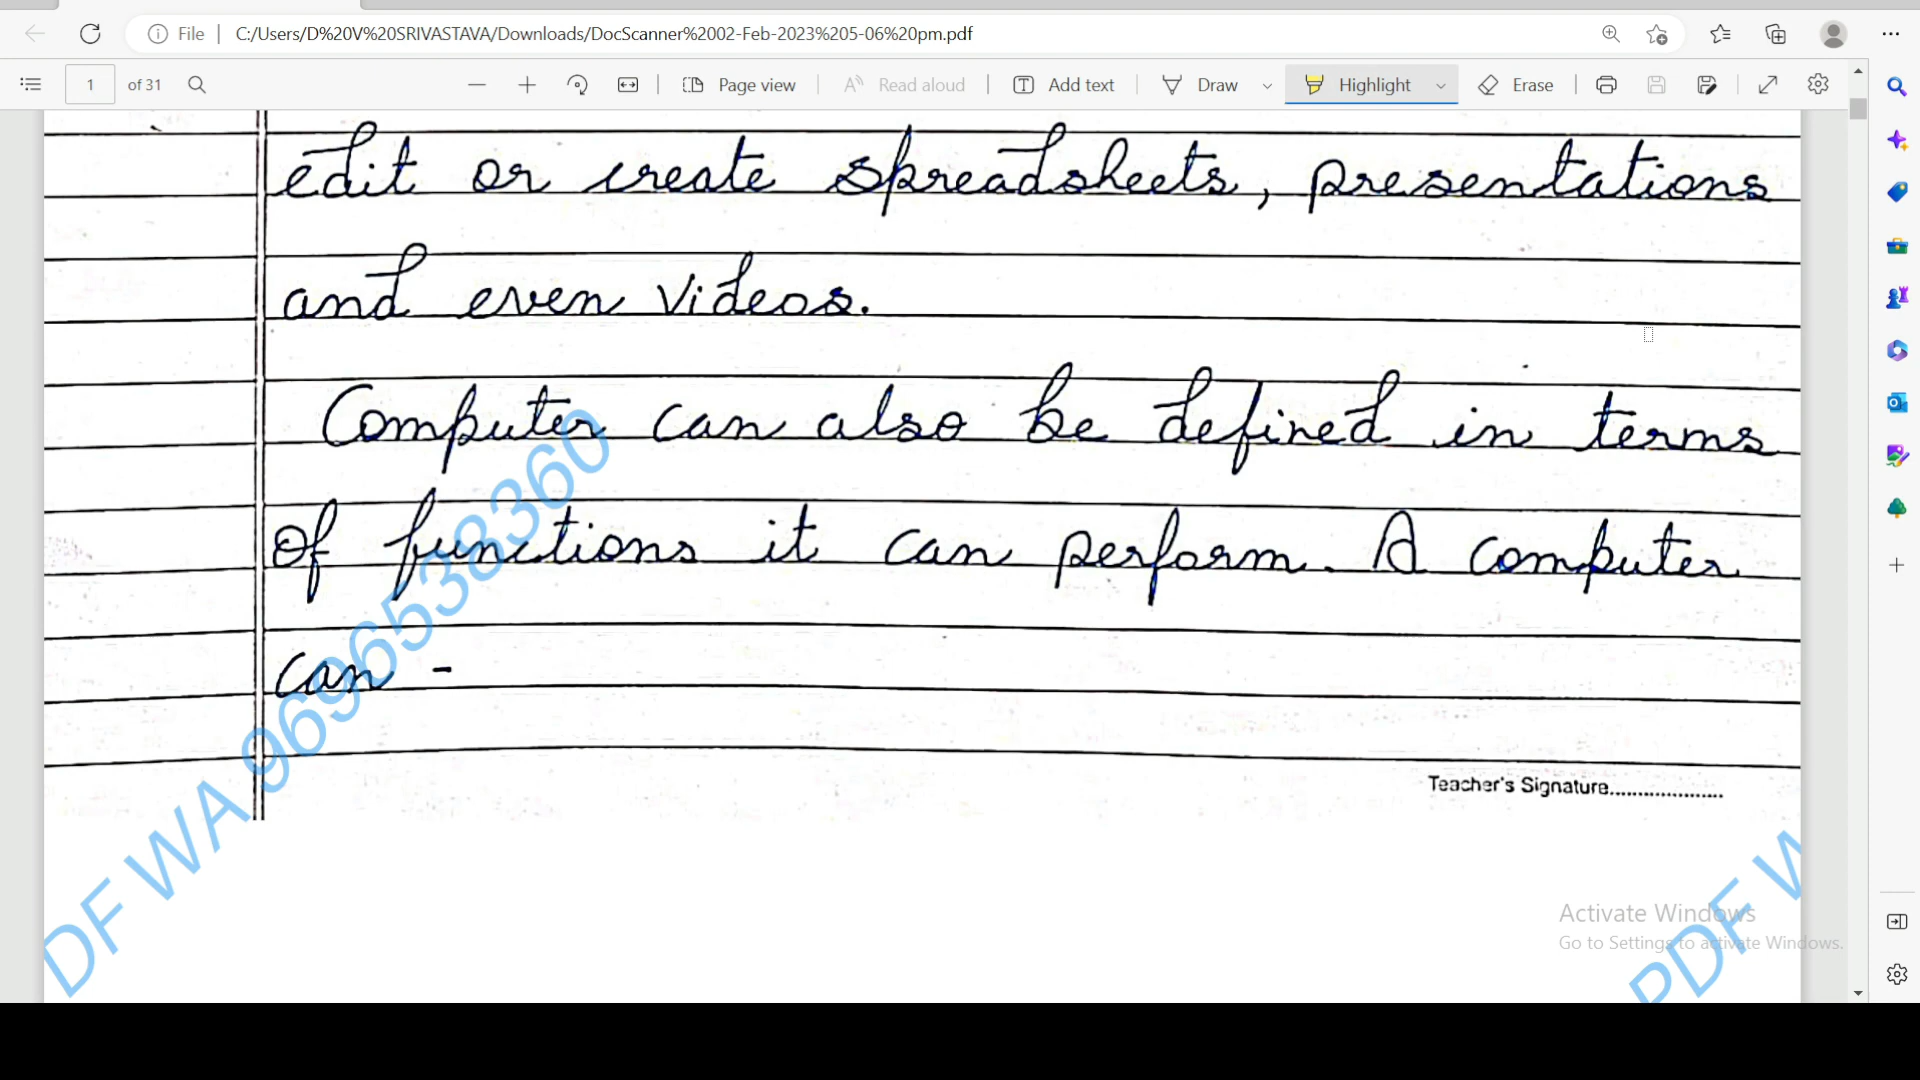 File | C:/Users/D%20V%20SRIVASTAVA/Downloads/DocScanner%2002-Feb-2023%205-06%20pm.pdf
1 of 31
Page view
Read aloud
Add text
Draw
Highlight
Erase
edit or create spreadsheets, presentations
and even videos.
Computer can also be defined in terms
of functions it can perform. A computer
can -
Teacher's Signature....................
DF WA 9696538360
PDF W
Activate Windows
Go to Settings to activate Windows.